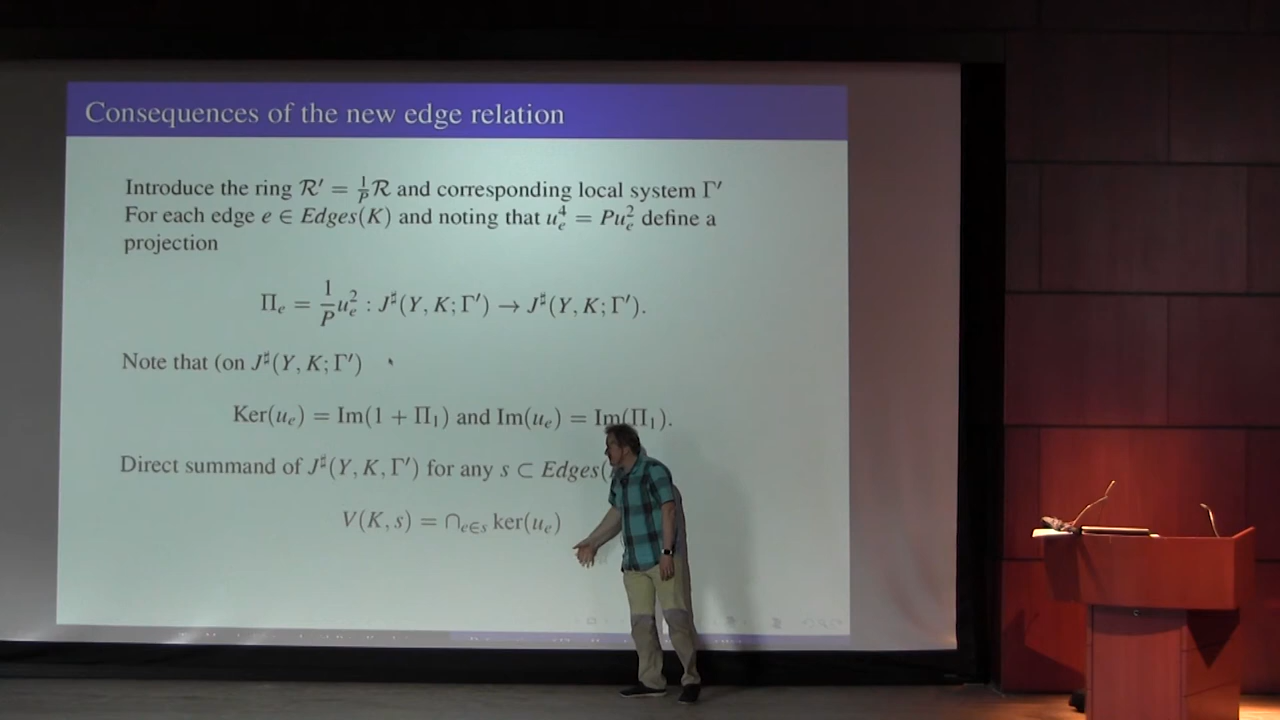 Consequences of the new edge relation
Introduce the ring ℛ′ = 1/P ℛ and corresponding local system Γ′
For each edge e ∈ Edges(K) and noting that u_e^4 = Pu_e^2 define a
projection
Π_e = 1/P u_e^2 : J^♯(Y, K; Γ′) → J^♯(Y, K; Γ′).
Note that (on J^♯(Y, K; Γ′)
Ker(u_e) = Im(1 + Π_1) and Im(u_e) = Im(Π_1).
Direct summand of J^♯(Y, K, Γ′) for any s ⊂ Edges(
V(K, s) = ∩_{e∈s} ker(u_e)